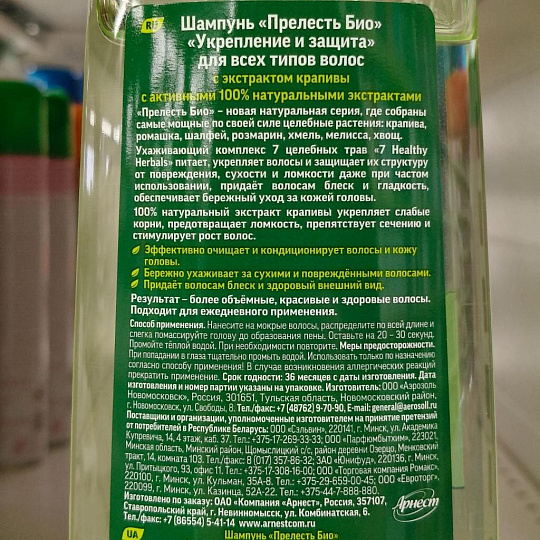 RU
Шампунь «Прелесть Био»
«Укрепление и защита»
для всех типов волос
с экстрактом крапивы
с активными 100% натуральными экстрактами
«Прелесть Био» – новая натуральная серия, где собраны
самые мощные по своей силе целебные растения: крапива,
ромашка, шалфей, розмарин, хмель, мелисса, хвощ.
Ухаживающий комплекс 7 целебных трав «7 Healthy
Herbals» питает, укрепляет волосы и защищает их структуру
от повреждения, сухости и ломкости даже при частом
использовании, придаёт волосам блеск и гладкость,
обеспечивает бережный уход за кожей головы.
100% натуральный экстракт крапивы укрепляет слабые
корни, предотвращает ломкость, препятствует сечению и
стимулирует рост волос.
Эффективно очищает и кондиционирует волосы и кожу
головы.
Бережно ухаживает за сухими и повреждёнными волосами.
Придаёт волосам блеск и здоровый внешний вид.
Результат – более объёмные, красивые и здоровые волосы.
Подходит для ежедневного применения.
Способ применения. Нанесите на мокрые волосы, распределите по всей длине и
слегка помассируйте голову до образования пены. Оставьте на 20 – 30 секунд.
Промойте тёплой водой. При необходимости повторите. Меры предосторожности.
При попадании в глаза тщательно промыть водой. Использовать только по назначению
согласно способу применения! В случае возникновения аллергических реакций
прекратить применение. Срок годности: 36 месяцев с даты изготовления. Дата
изготовления и номер партии указаны на упаковке. Изготовитель: ООО «Аэрозоль
Новомосковск», Россия, 301651, Тульская область, Новомосковский район,
г. Новомосковск, ул. Свободы, 8. Тел./факс: +7 (48762) 9-70-90, E-mail: general@aerosoll.ru
Поставщики и организации, уполномоченные изготовителем на принятие претензий
от потребителей в Республике Беларусь: ООО «Сэльвин», 220141, г. Минск, ул. Академика
Купревича, 14, 4 этаж, каб. 37. Тел.: +375-17-269-33-33; ООО «Парфюмбытхим», 223021,
Минская область, Минский район, Щомыслицкий с/с, район деревни Озерцо, Менковский
тракт, 14, комната 103. Тел./факс: 8 (017) 357-86-32; ЗАО «Юнифуд», 220136, г. Минск,
ул. Притыцкого, 93, офис 11. Тел.: +375-17-308-16-00; ООО «Торговая компания Ромакс»,
220100, г. Минск, ул. Кульман, 35А-8. Тел.: +375-29-659-00-45; ООО «Евроторг»,
220099, г. Минск, ул. Казинца, 52А-22. Тел.: +375-44-7-888-880.
Изготовлено по заказу: ОАО «Компания «Арнест», Россия, 357107,
Ставропольский край, г. Невинномысск, ул. Комбинатская, 6.
Тел./факс: +7 (86554) 5-41-14 www.arnestcom.ru
Арнест
UA
Шампунь «Прелесть Био»